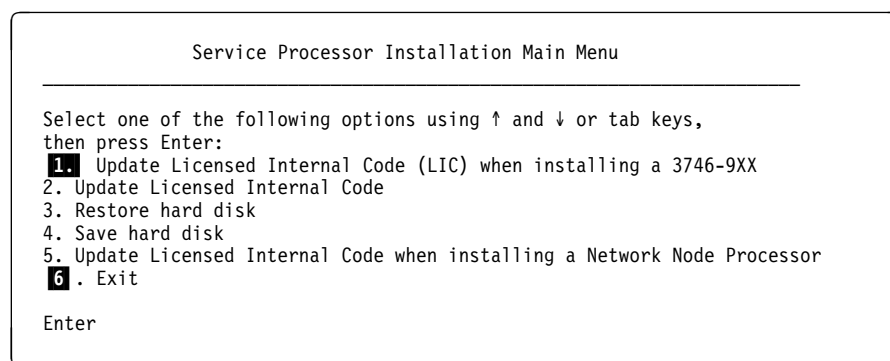 Service Processor Installation Main Menu
Select one of the following options using ↑ and ↓ or tab keys,
then press Enter:
1. Update Licensed Internal Code (LIC) when installing a 3746-9XX
2. Update Licensed Internal Code
3. Restore hard disk
4. Save hard disk
5. Update Licensed Internal Code when installing a Network Node Processor
6 . Exit
Enter